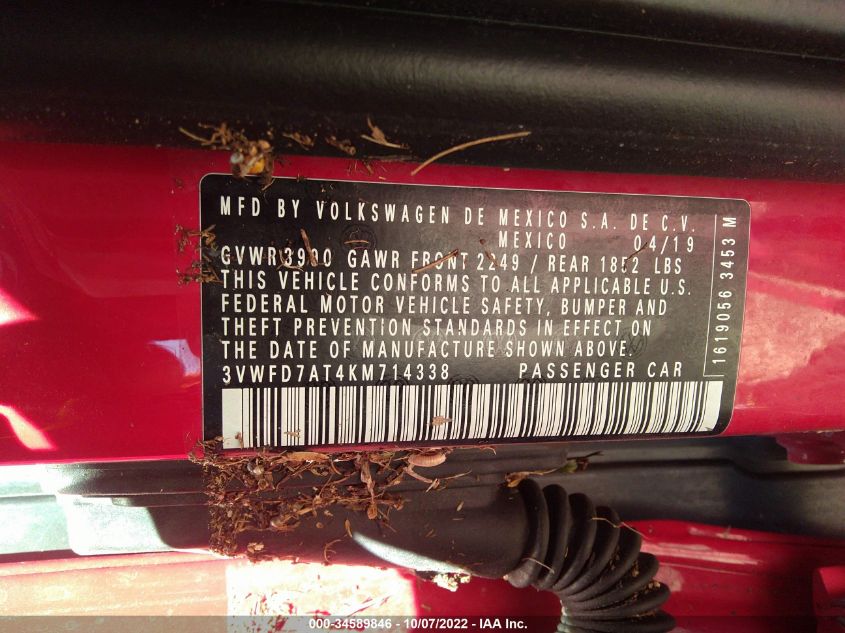 MFD BY VOLKSWAGEN DE MEXICO S.A. DE C.V.
MEXICO 04/19
GVWR GAWR FRONT 2249 / REAR LBS
THIS VEHICLE CONFORMS TO ALL APPLICABLE U.S.
FEDERAL MOTOR VEHICLE SAFETY, BUMPER AND
THEFT PREVENTION STANDARDS IN EFFECT ON
THE DATE OF MANUFACTURE SHOWN ABOVE.
3VWFD7AT4KM714338 PASSENGER CAR
1619056 3453 M
000-34589846 - 10/07/2022 - IAA Inc.